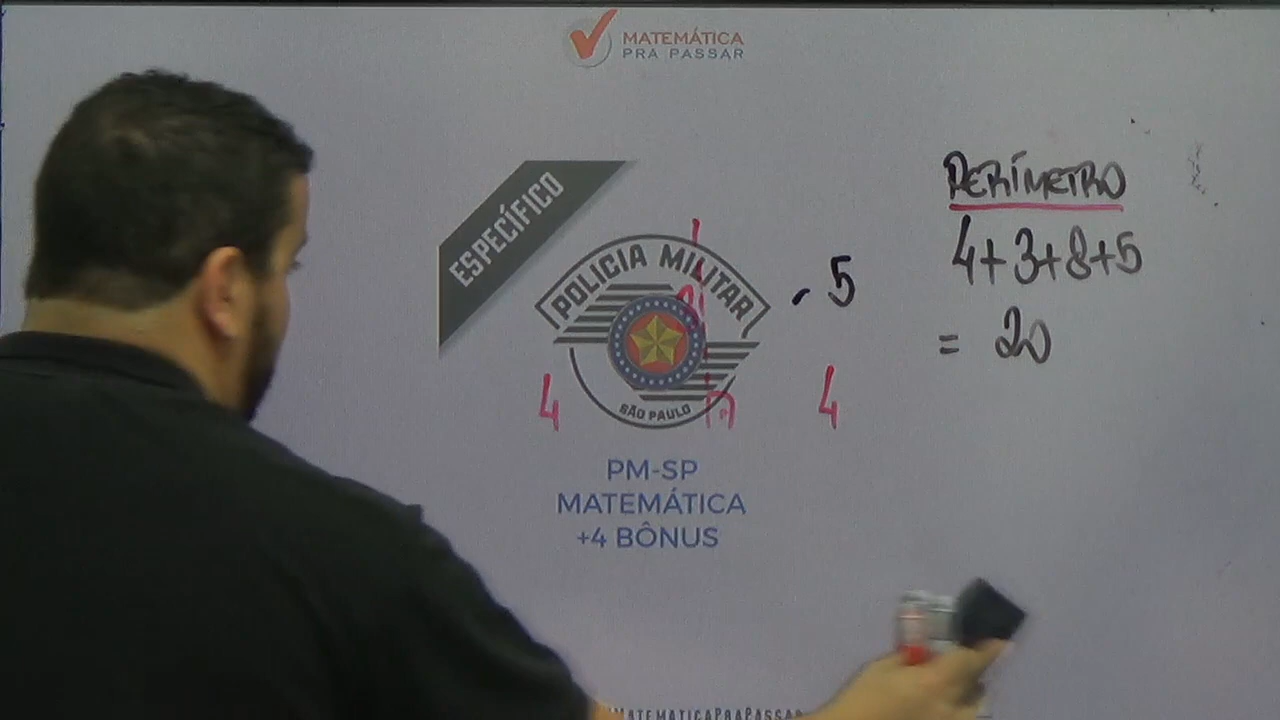 MATEMÁTICA
PRA PASSAR
ESPECÍFICO
POLICIA MILITAR
SÃO PAULO
5
4
4
PM-SP
MATEMÁTICA
+4 BÔNUS
PERÍMETRO
4+3+8+5
= 20
MATEMATICAPRAPASSAR